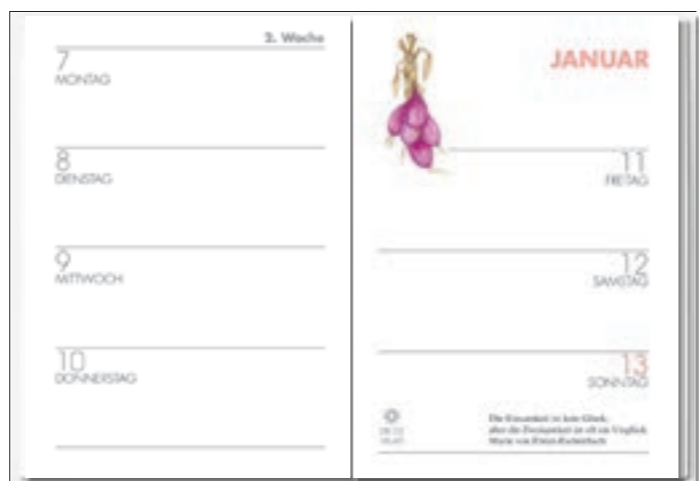 2. Woche
7
MONTAG
8
DIENSTAG
9
MITTWOCH
10
DONNERSTAG
JANUAR
11
FREITAG
12
SAMSTAG
13
SONNTAG
Die Einsamkeit ist kein Glück,
aber die Zweisamkeit ist oft ein Unglück
Marie von Ebner-Eschenbach